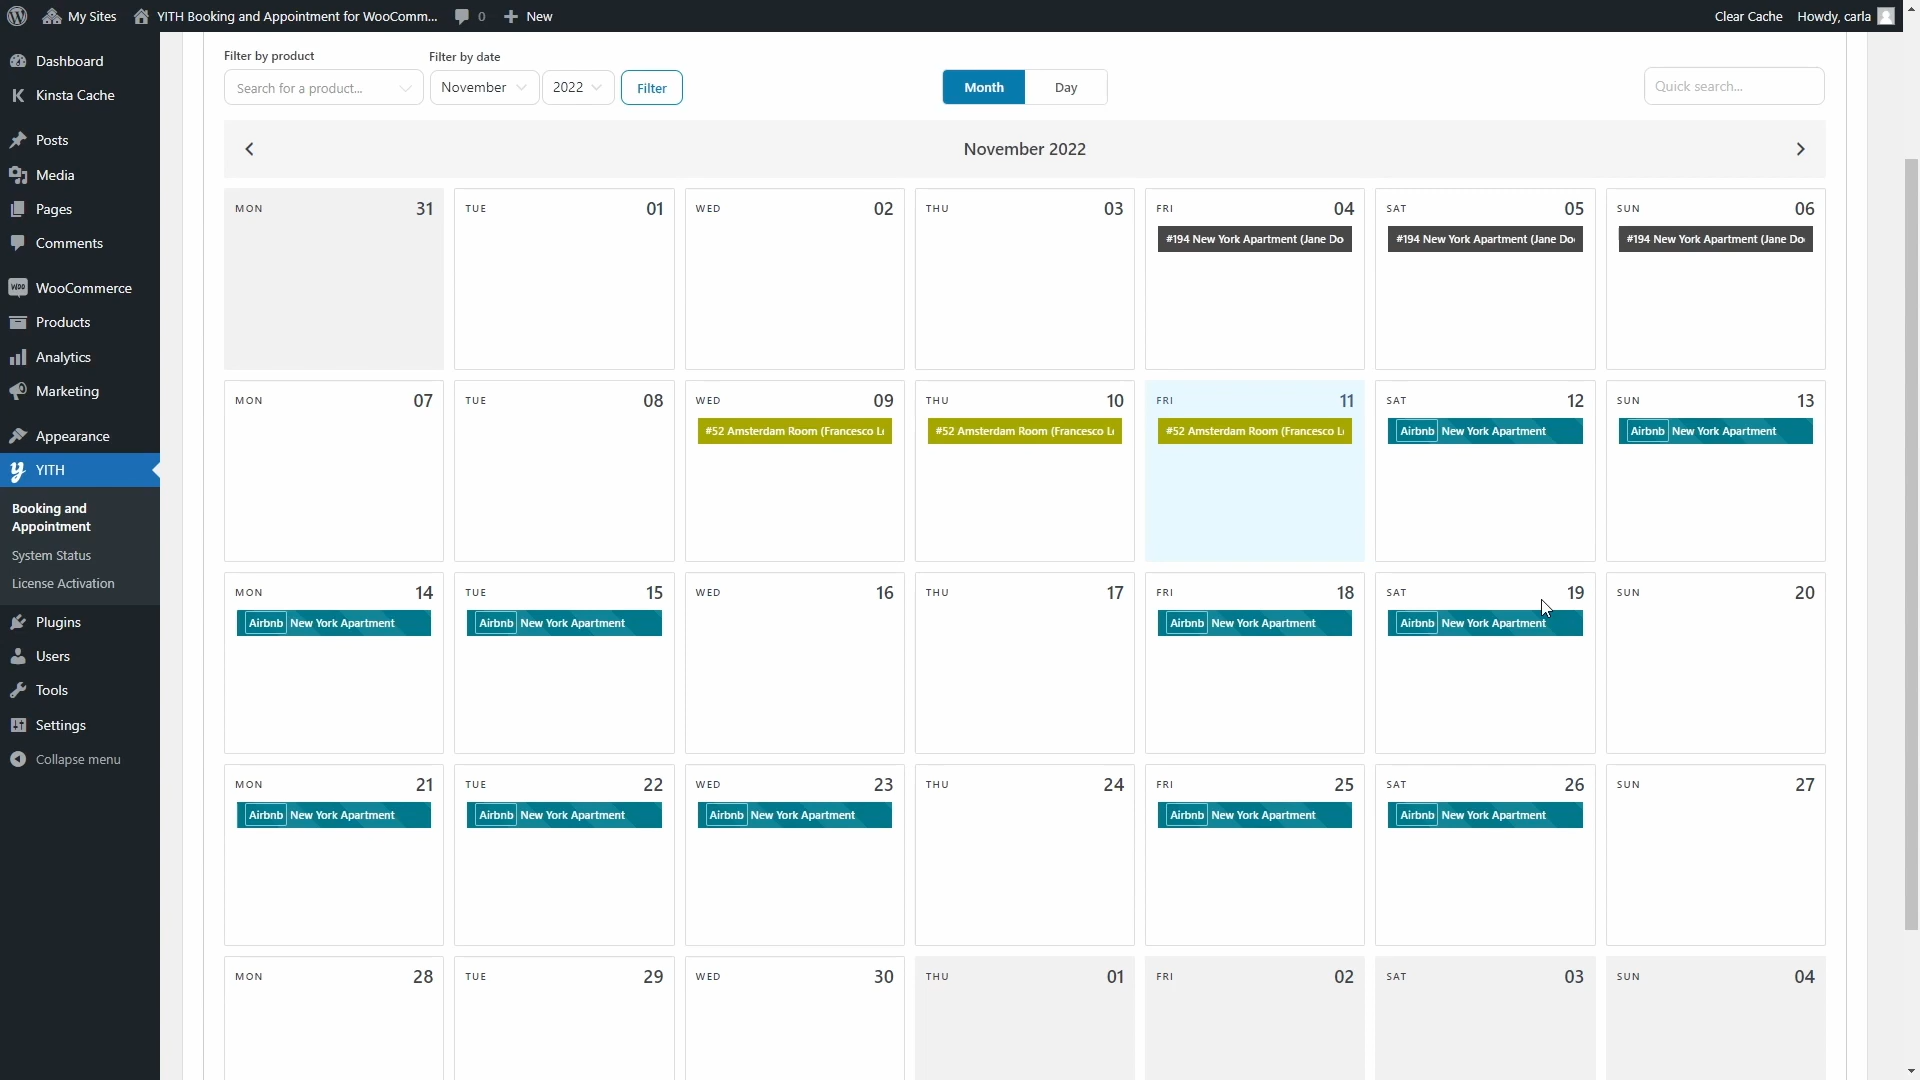 My Sites
YITH Booking and Appointment for WooComm...
0
New
Clear Cache
Howdy, carla
Dashboard
Kinsta Cache
Posts
Media
Pages
Comments
WooCommerce
Products
Analytics
Marketing
Appearance
YITH
Booking and
Appointment
System Status
License Activation
Plugins
Users
Tools
Settings
Collapse menu
Filter by product
Filter by date
Search for a product...
November
2022
Filter
Month
Day
Quick search...
November 2022
MON 31
TUE 01
WED 02
THU 03
FRI 04
#194 New York Apartment (Jane Do
SAT 05
#194 New York Apartment (Jane Do
SUN 06
#194 New York Apartment (Jane Do
MON 07
TUE 08
WED 09
#52 Amsterdam Room (Francesco L
THU 10
#52 Amsterdam Room (Francesco L
FRI 11
#52 Amsterdam Room (Francesco L
SAT 12
Airbnb New York Apartment
SUN 13
Airbnb New York Apartment
MON 14
Airbnb New York Apartment
TUE 15
Airbnb New York Apartment
WED 16
THU 17
FRI 18
Airbnb New York Apartment
SAT 19
Airbnb New York Apartment
SUN 20
MON 21
Airbnb New York Apartment
TUE 22
Airbnb New York Apartment
WED 23
Airbnb New York Apartment
THU 24
FRI 25
Airbnb New York Apartment
SAT 26
Airbnb New York Apartment
SUN 27
MON 28
TUE 29
WED 30
THU 01
FRI 02
SAT 03
SUN 04